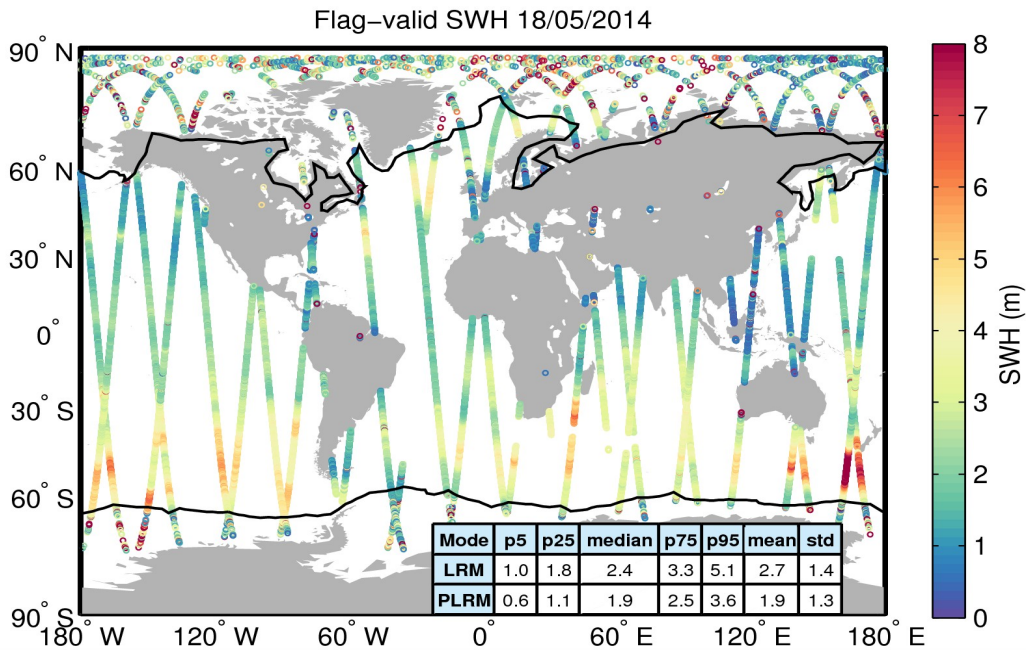 Flag−valid SWH 18/05/2014
90° N
60° N
30° N
0°
30° S
60° S
90° S
180° W
120° W
60° W
0°
60° E
120° E
180° E
8
7
6
5
4
3
2
1
0
SWH (m)
Mode p5 p25 median p75 p95 mean std
LRM 1.0 1.8 2.4 3.3 5.1 2.7 1.4
PLRM 0.6 1.1 1.9 2.5 3.6 1.9 1.3